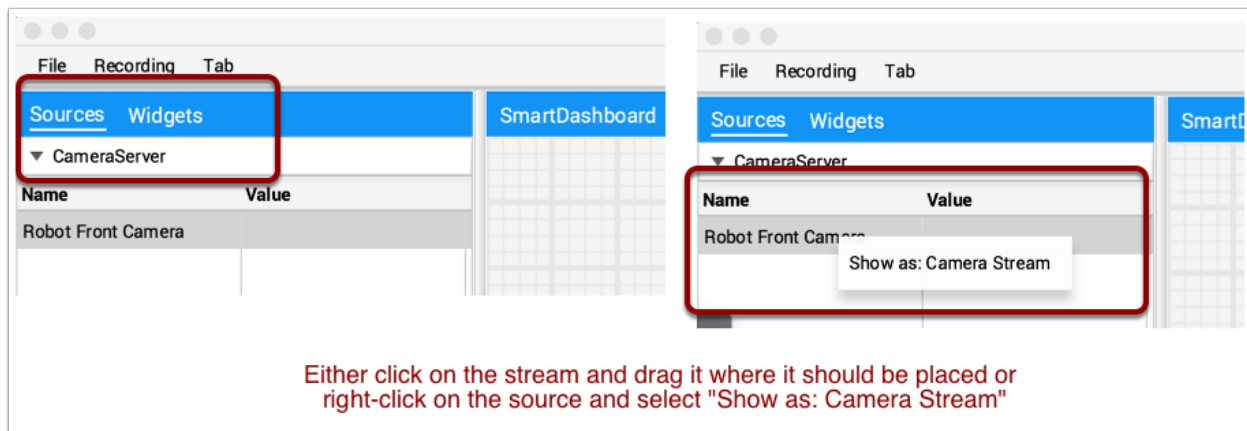 File Recording Tab
Sources Widgets
SmartDashboard
CameraServer
Name Value
Robot Front Camera
File Recording Tab
Sources Widgets
SmartD
CameraServer
Name Value
Robot Front Camera
Show as: Camera Stream
Either click on the stream and drag it where it should be placed or
right-click on the source and select "Show as: Camera Stream"